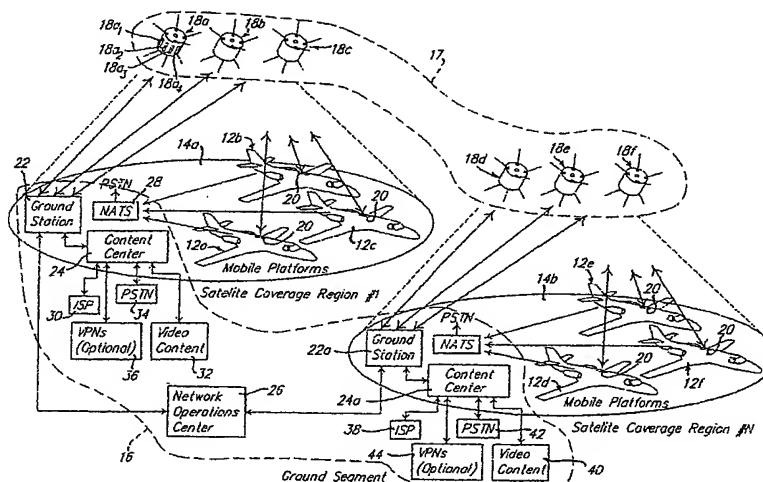 18a1
18a
18b
18a2
18c
18a3
18a4
17
12b
14a
22
PSTN
28
18d
18e
18f
Ground
Station
NATS
20
20
24
Content
Center
12a
20
12c
Mobile Platforms
12e
ISP
PSTN
Satelite Coverage Region #1
14b
30
34
PSTN
20
VPNs
(Optional)
Video
Content
Ground
Station
NATS
20
36
32
22a
20
Content
Center
26
24a
12d
12f
Network
Operations
Center
Mobile Platforms
ISP
PSTN
Satelite Coverage Region #N
38
42
16
44
VPNs
(Optional)
Video
Content
40
Ground Segment